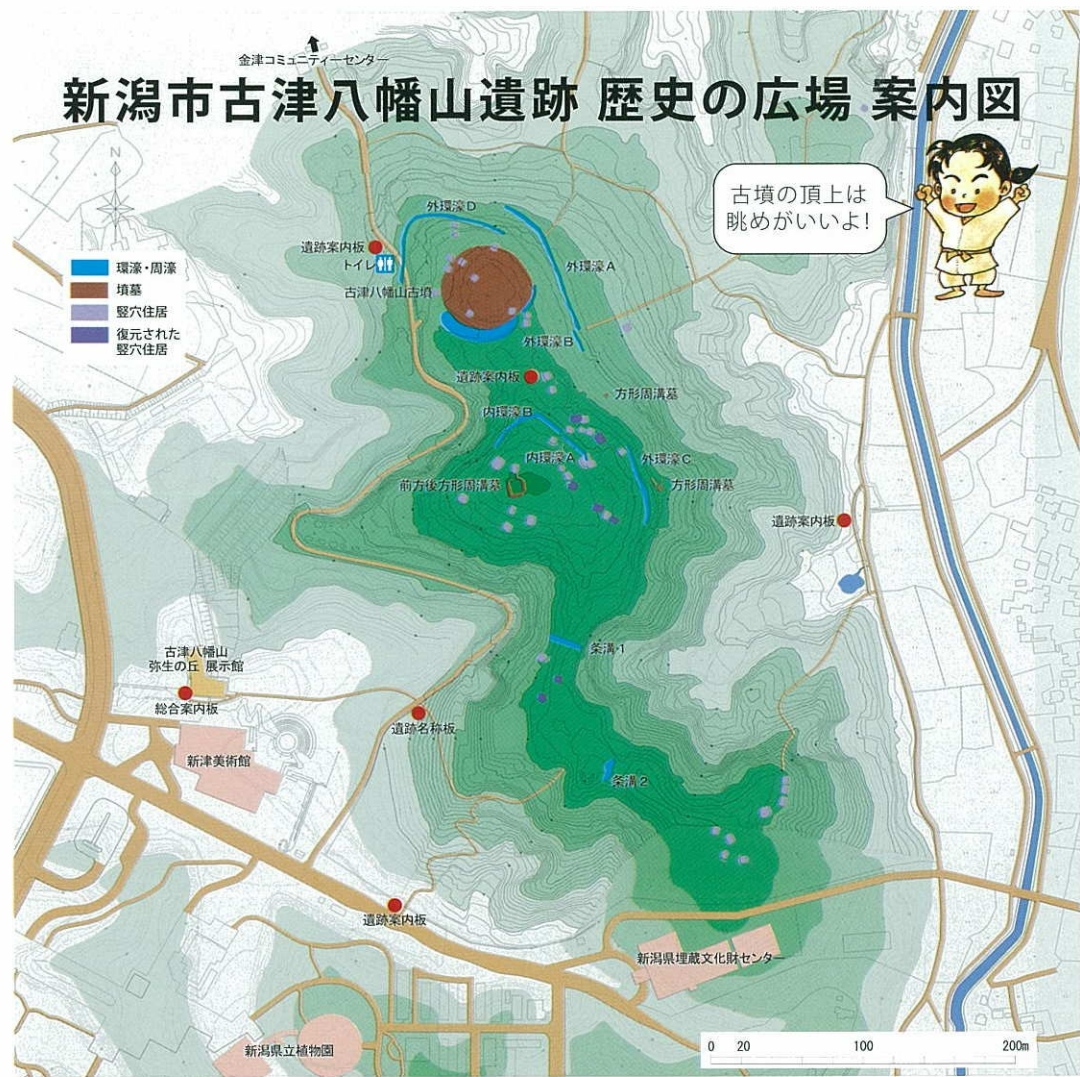 金津コミュニティーセンター
新潟市古津八幡山遺跡 歴史の広場 案内図
N
古墳の頂上は
眺めがいいよ!
環濠・周濠
墳墓
竪穴住居
復元された
竪穴住居
外環濠D
遺跡案内板
トイレ
外環濠A
古津八幡山古墳
外環濠B
遺跡案内板
方形周溝墓
内環濠B
内環濠A
外環濠C
前方後方形周溝墓
方形周溝墓
遺跡案内板
条溝1
古津八幡山
弥生の丘 展示館
総合案内板
遺跡名称板
新津美術館
条溝2
遺跡案内板
新潟県埋蔵文化財センター
新潟県立植物園
0 20 100 200m